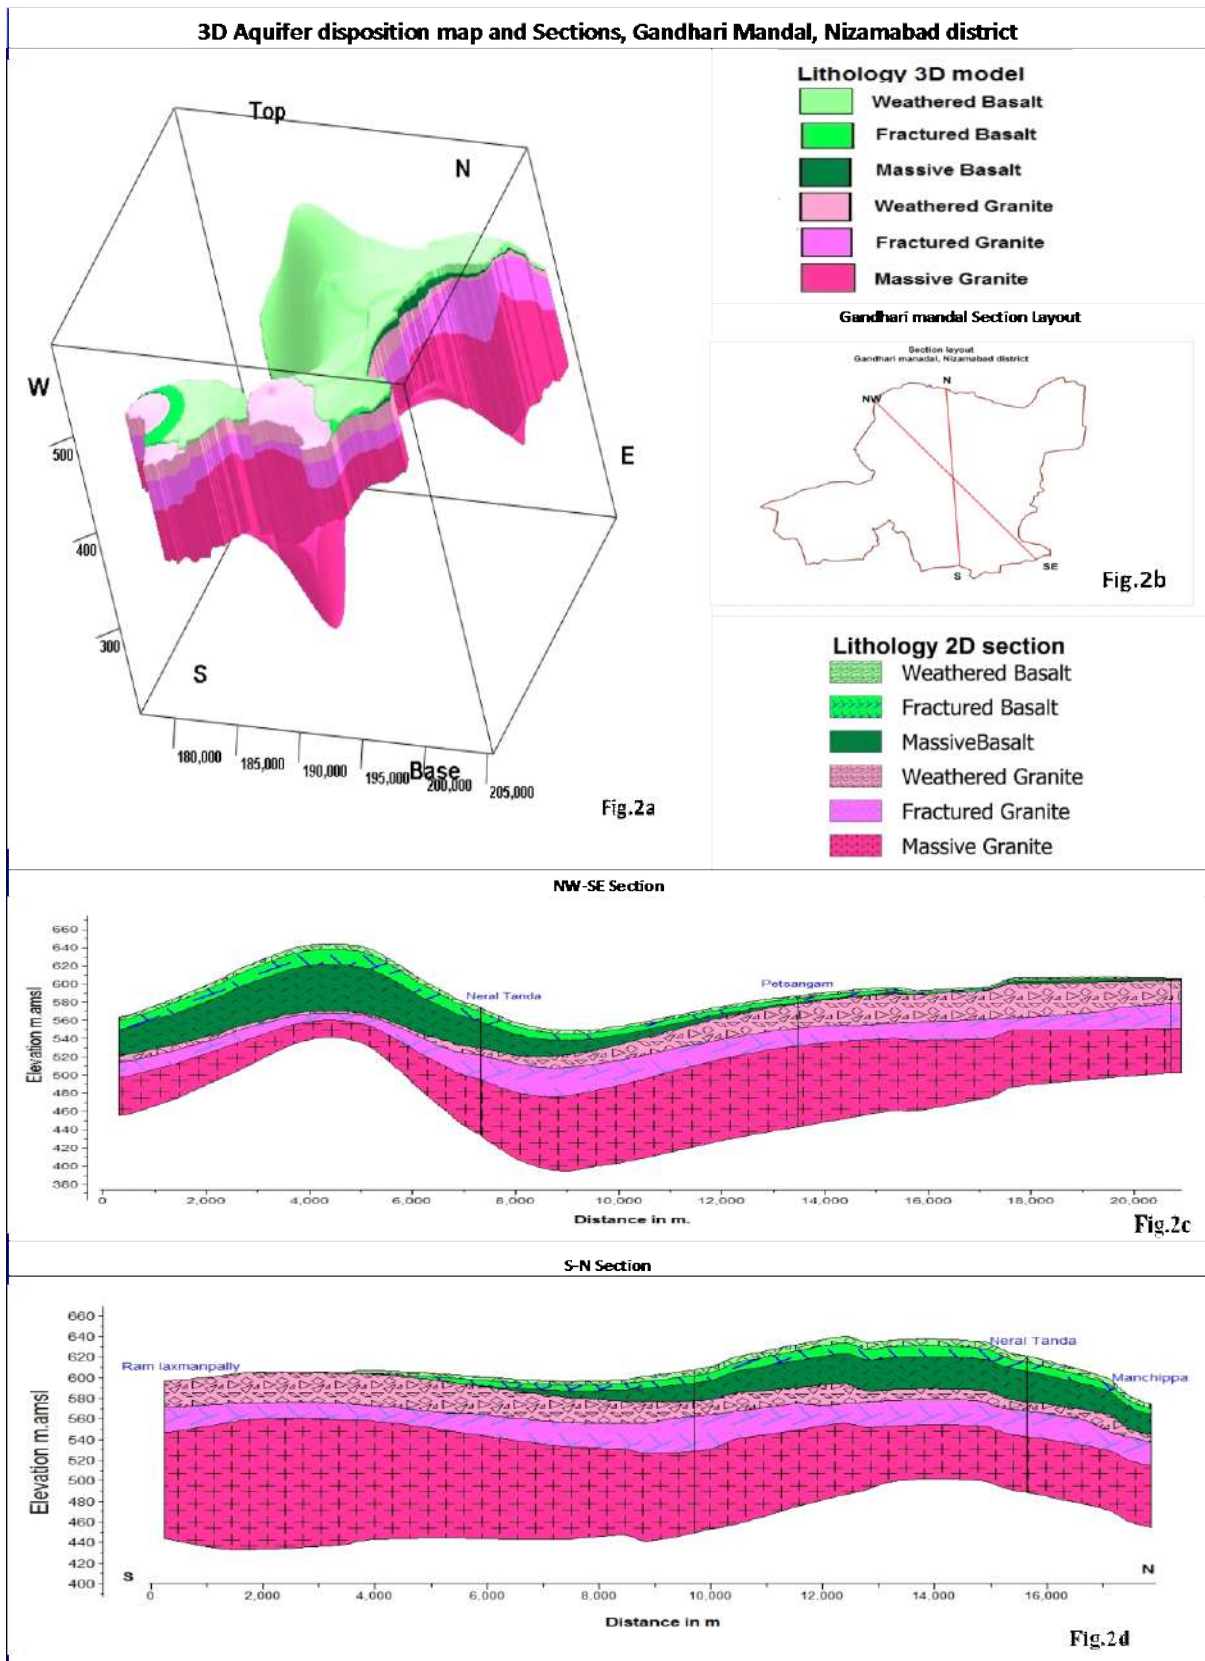 3D Aquifer disposition map and Sections, Gandhari Mandal, Nizamabad district
Top
N
W
E
S
500
400
300
180,000
185,000
190,000
195,000
Base
200,000
205,000
Fig.2a
Lithology 3D model
Weathered Basalt
Fractured Basalt
Massive Basalt
Weathered Granite
Fractured Granite
Massive Granite
Gandhari mandal Section Layout
Section layout
Gandhari manadal, Nizamabad district
N
NW
S
SE
Fig.2b
Lithology 2D section
Weathered Basalt
Fractured Basalt
MassiveBasalt
Weathered Granite
Fractured Granite
Massive Granite
NW-SE Section
Elevation m.amsl
660
640
620
600
580
560
540
520
500
480
460
440
420
400
380
Neral Tanda
Petsangam
0 2,000 4,000 6,000 8,000 10,000 12,000 14,000 16,000 18,000 20,000
Distance in m.
Fig.2c
S-N Section
Elevation m.amsl
660
640
620
600
580
560
540
520
500
480
460
440
420
400
Ram laxmanpally
Neral Tanda
Manchippa
S
N
0 2,000 4,000 6,000 8,000 10,000 12,000 14,000 16,000
Distance in m
Fig.2d